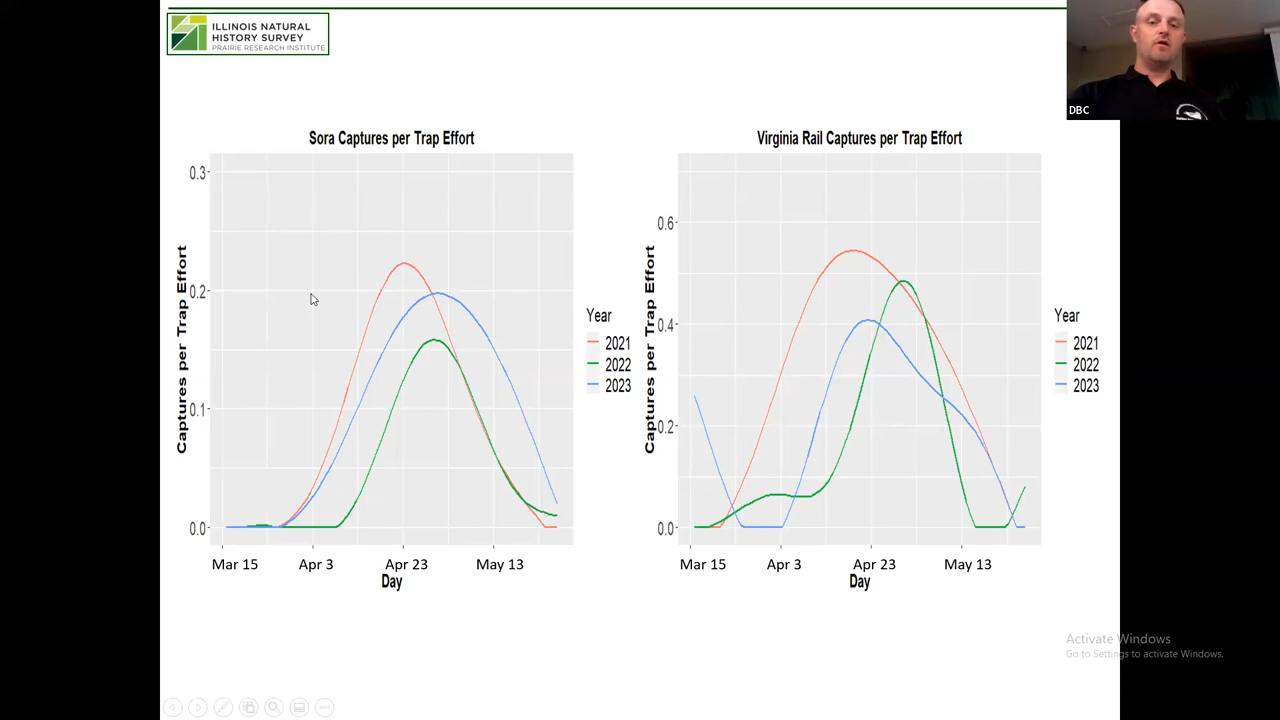 ILLINOIS NATURAL
HISTORY SURVEY
PRAIRIE RESEARCH INSTITUTE
DBC
Sora Captures per Trap Effort
Captures per Trap Effort
0.3
0.2
0.1
0.0
Mar 15
Apr 3
Apr 23
May 13
Day
Year
2021
2022
2023
Virginia Rail Captures per Trap Effort
Captures per Trap Effort
0.6
0.4
0.2
0.0
Mar 15
Apr 3
Apr 23
May 13
Day
Year
2021
2022
2023
Activate Windows
Go to Settings to activate Windows.